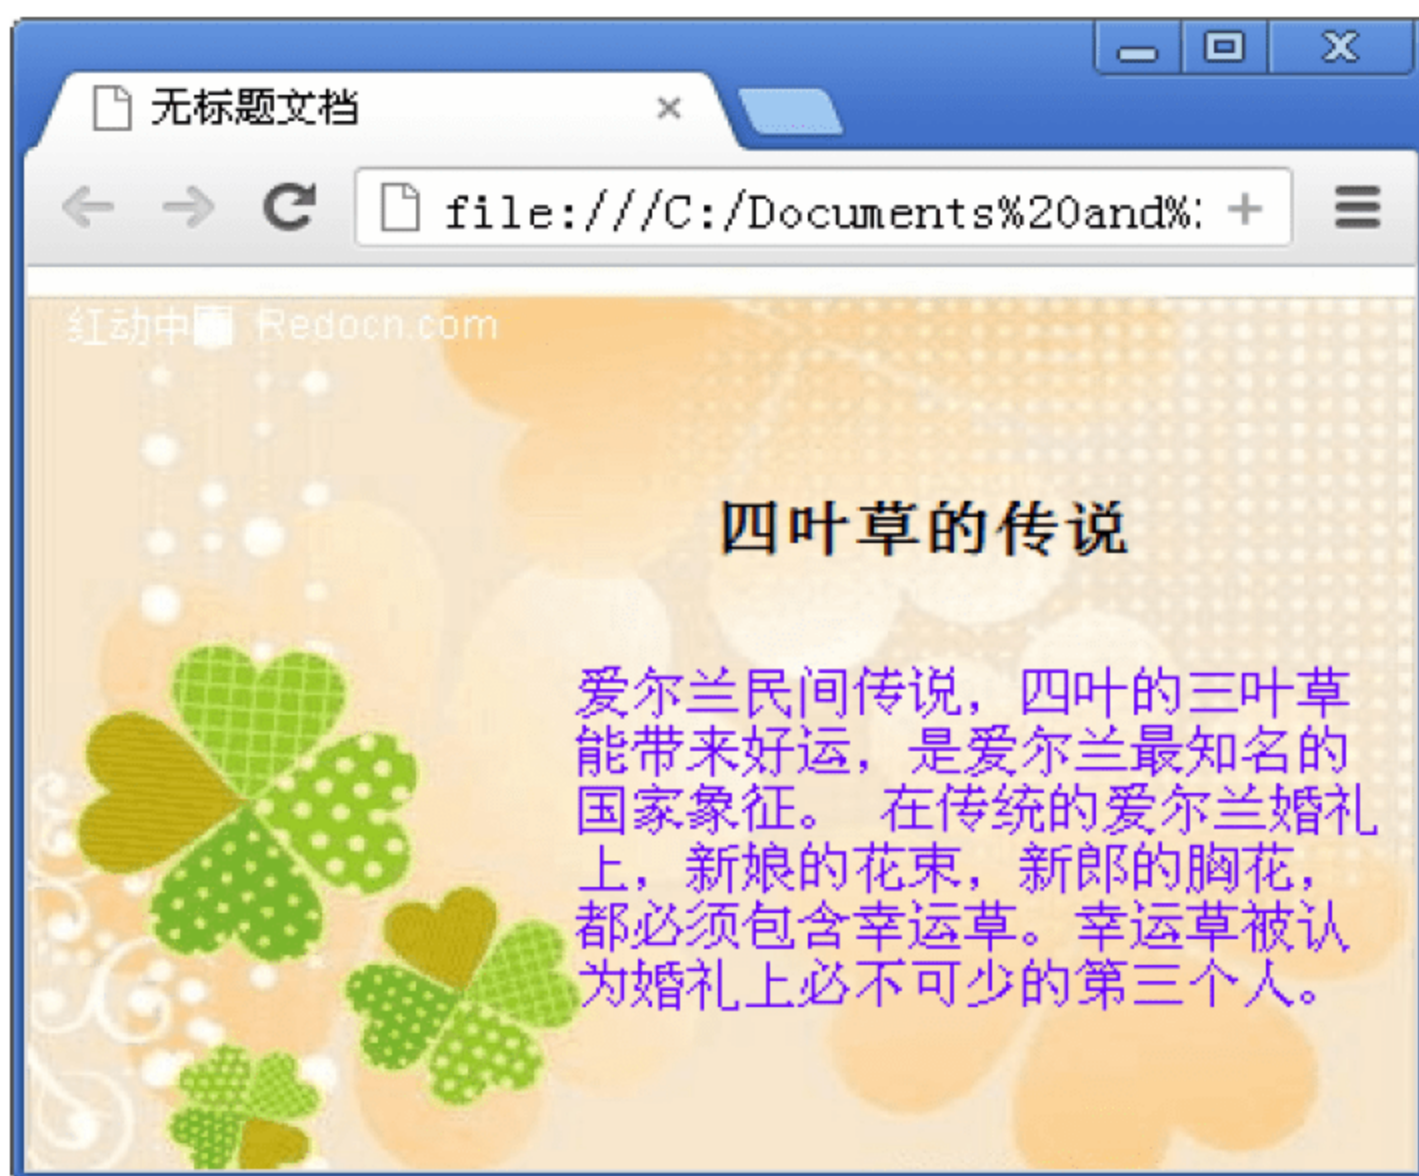 无标题文档
file:///C:/Documents%20and%
红动中国 Redocn.com
四叶草的传说
爱尔兰民间传说，四叶的三叶草
能带来好运，是爱尔兰最知名的
国家象征。 在传统的爱尔兰婚礼
上，新娘的花束，新郎的胸花，
都必须包含幸运草。幸运草被认
为婚礼上必不可少的第三个人。